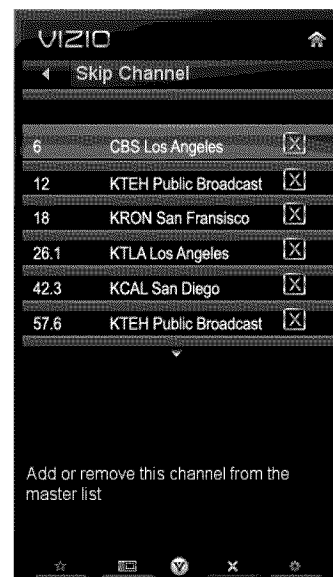 VIZIO
Skip Channel
6 CBS Los Angeles X
12 KTEH Public Broadcast X
18 KRON San Fransisco X
26.1 KTLA Los Angeles X
42.3 KCAL San Diego X
57.6 KTEH Public Broadcast X
Add or remove this channel from the
master list
V